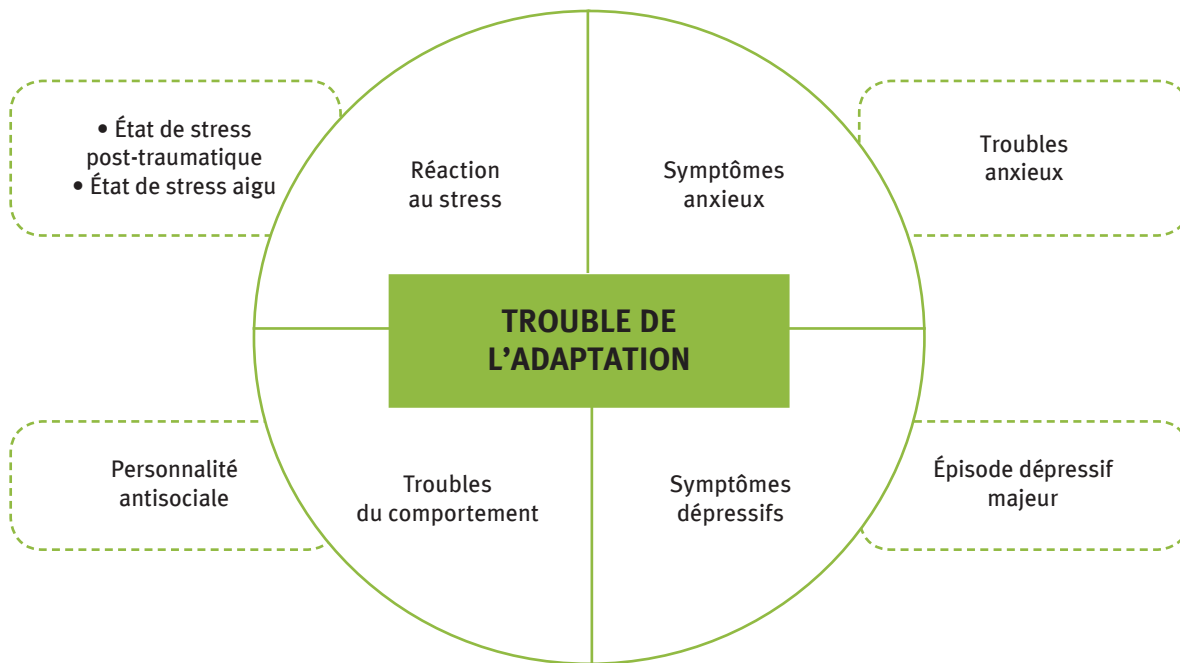 • État de stress
post-traumatique
• État de stress aigu
Réaction
au stress
Symptômes
anxieux
Troubles
anxieux
TROUBLE DE
L’ADAPTATION
Personnalité
antisociale
Troubles
du comportement
Symptômes
dépressifs
Épisode dépressif
majeur